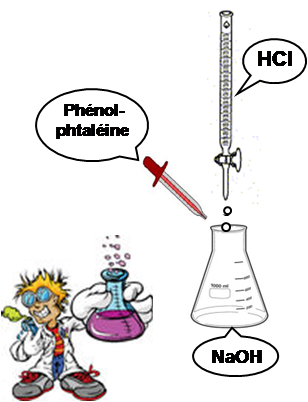 HCl
Phénol-
phtaléine
1000 ml
NaOH